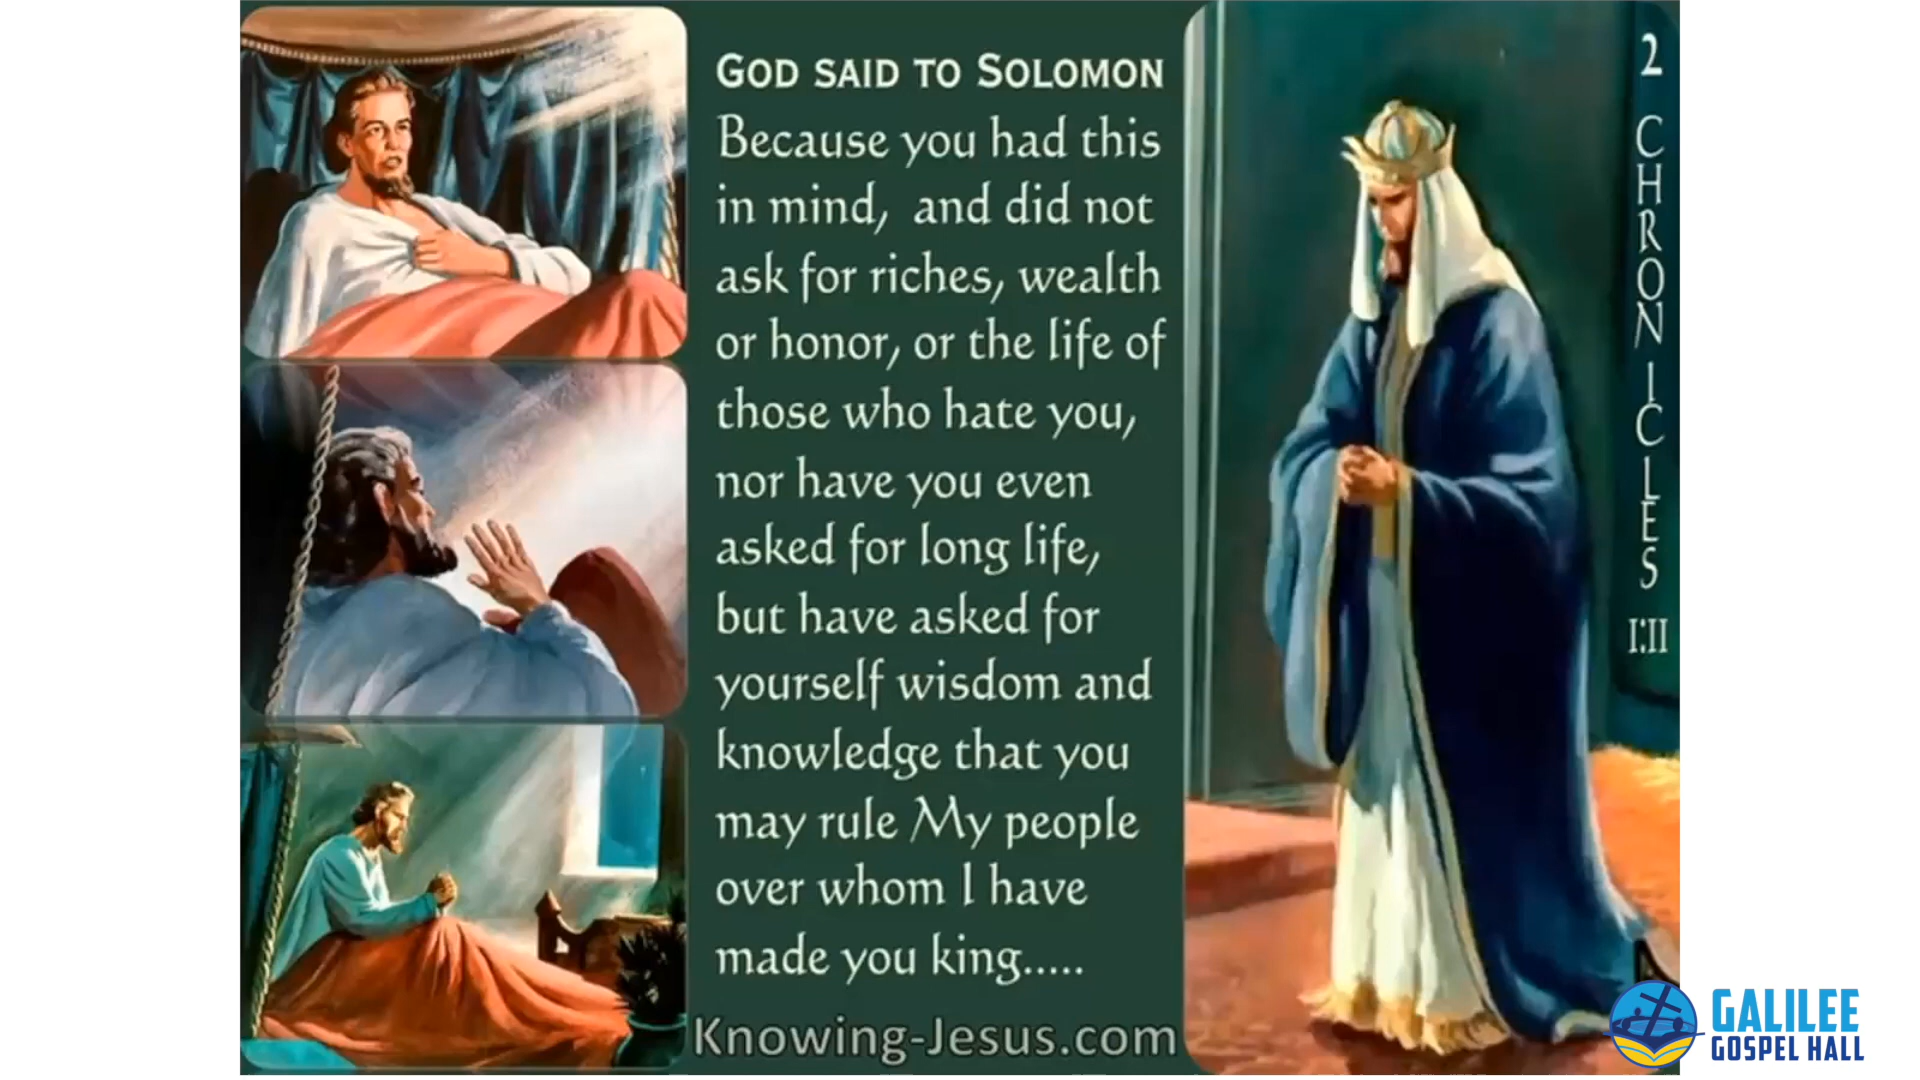 GOD SAID TO SOLOMON
Because you had this
in mind, and did not
ask for riches, wealth
or honor, or the life of
those who hate you,
nor have you even
asked for long life,
but have asked for
yourself wisdom and
knowledge that you
may rule My people
over whom I have
made you king.....
Knowing-Jesus.com
2 CHRONICLES 1:11
GALILEE
GOSPEL HALL